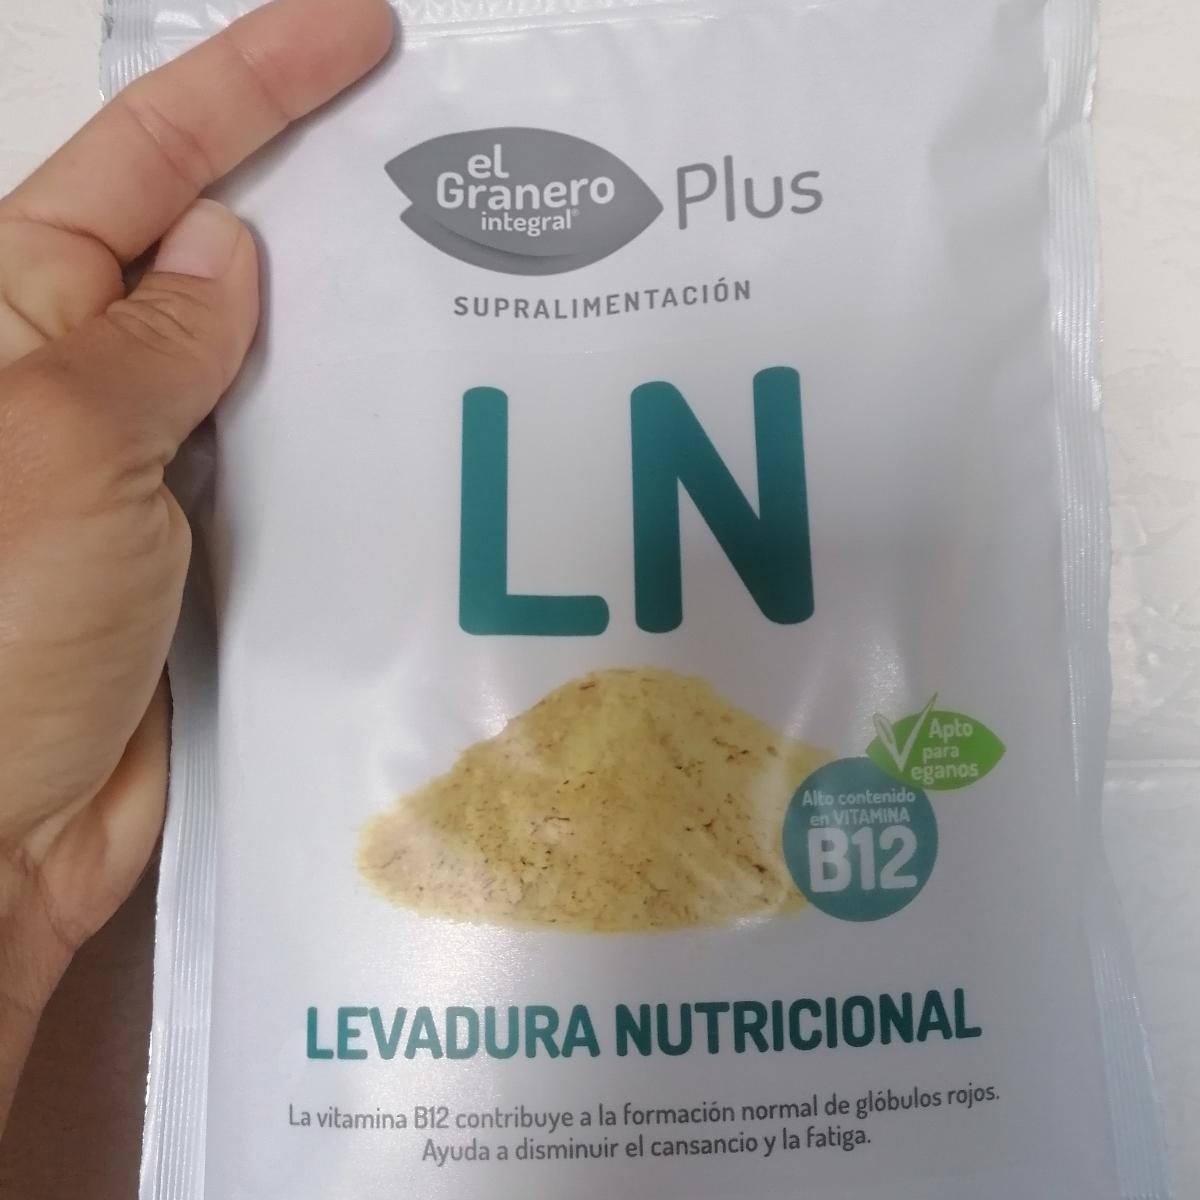 el
Granero
integral®
Plus
SUPRALIMENTACIÓN
LN
Apto
para
Veganos
Alto contenido
en VITAMINA
B12
LEVADURA NUTRICIONAL
La vitamina B12 contribuye a la formación normal de glóbulos rojos.
Ayuda a disminuir el cansancio y la fatiga.